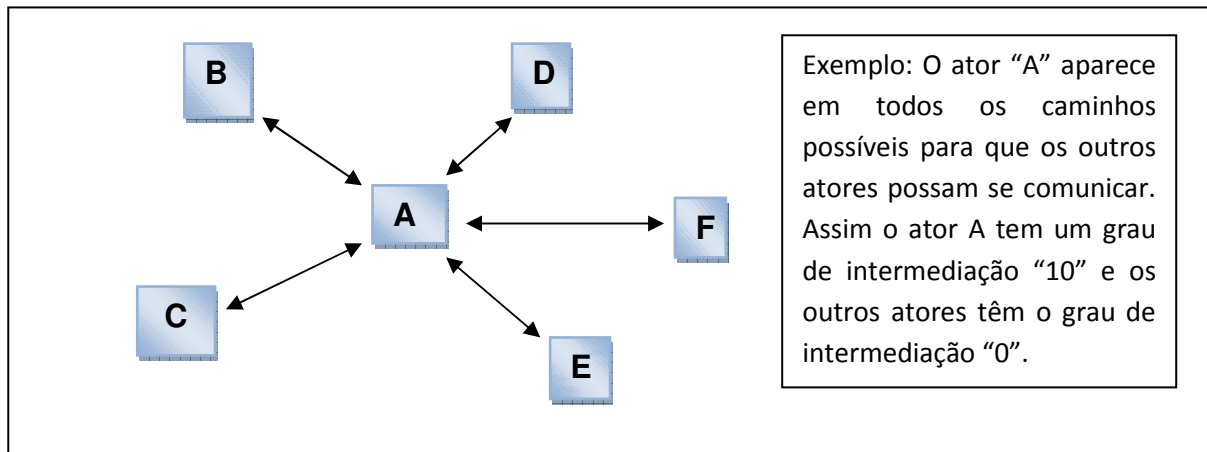 B
D
A
F
C
E
Exemplo: O ator “A” aparece
em todos os caminhos
possíveis para que os outros
atores possam se comunicar.
Assim o ator A tem um grau
de intermediação “10” e os
outros atores têm o grau de
intermediação “0”.